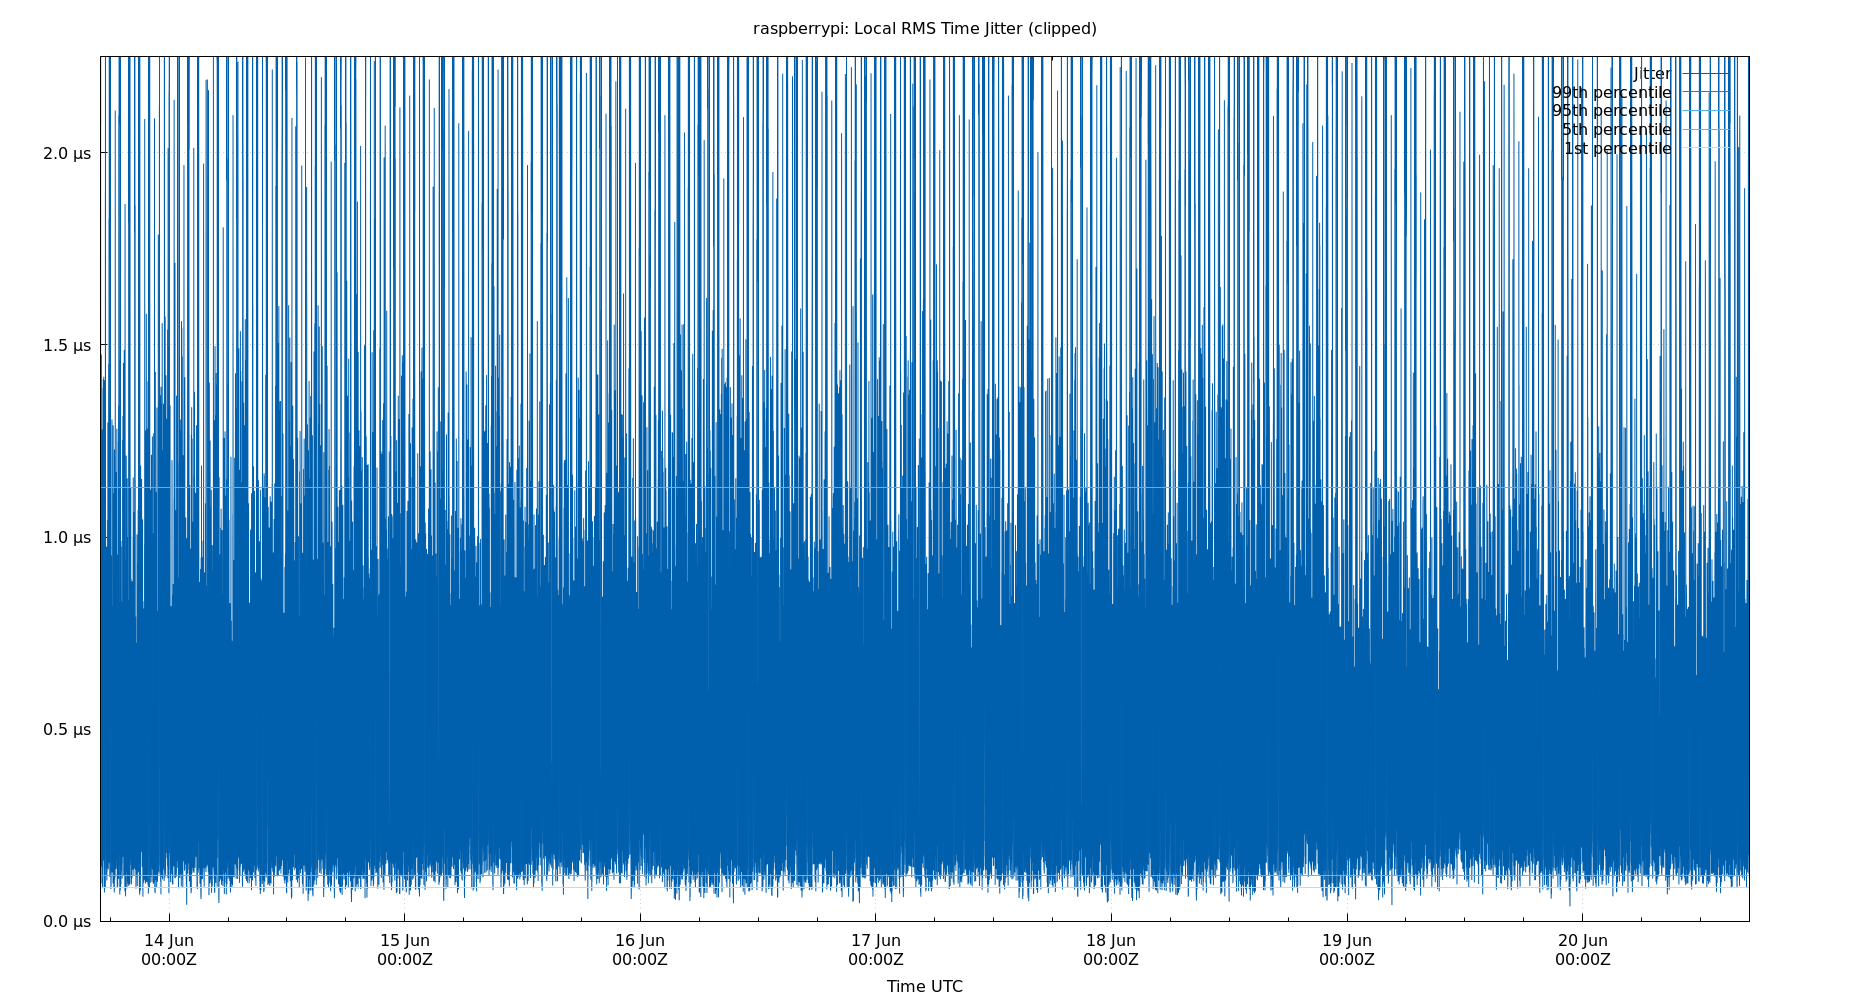 raspberrypi: Local RMS Time Jitter (clipped)
Jitter
99th percentile
95th percentile
5th percentile
1st percentile
2.0 µs
1.5 µs
1.0 µs
0.5 µs
0.0 µs
14 Jun 15 Jun 16 Jun 17 Jun 18 Jun 19 Jun 20 Jun
00:00Z 00:00Z 00:00Z 00:00Z 00:00Z 00:00Z 00:00Z
Time UTC